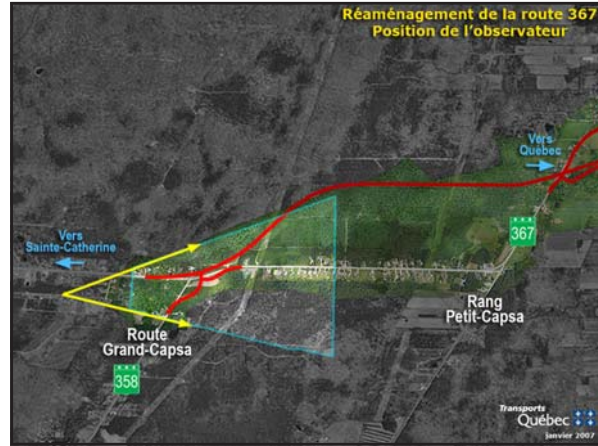 Réaménagement de la route 367
Position de l'observateur
Vers
Québec
367
Vers
Sainte-Catherine
Rang
Petit-Capsa
Route
Grand-Capsa
358
Transports
Québec
janvier 2007